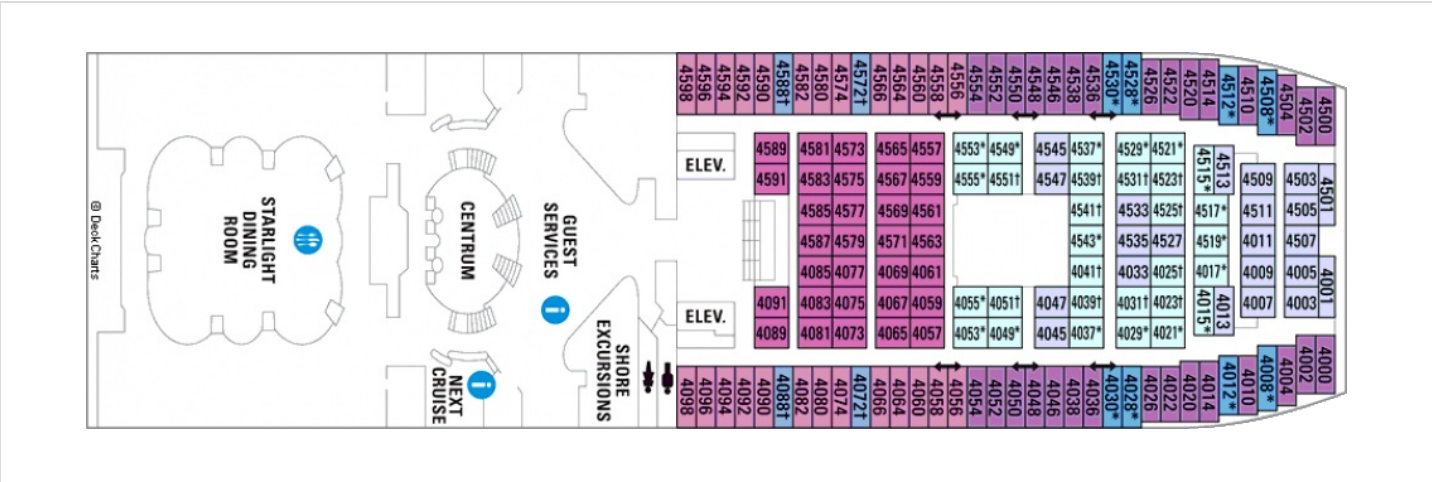 4598 4596 4594 4592 4590 4588† 4582 4580 4574 4572† 4566 4564 4560 4558 4556 4554 4552 4550 4548 4546 4538 4536 4530* 4528* 4526 4522 4520 4514 4512* 4510 4508* 4504 4502 4500
ELEV.
4589 4581 4573 4565 4557 4553* 4549* 4545 4537* 4529* 4521* 4515* 4513 4509 4503 4501
4591 4583 4575 4567 4559 4555* 4551† 4547 4539† 4531† 4523†
4585 4577 4569 4561 4541† 4533 4525† 4517* 4511 4505
4587 4579 4571 4563 4543* 4535 4527 4519* 4011 4507
4085 4077 4069 4061 4041† 4033 4025† 4017* 4009 4005 4001
4091 4083 4075 4067 4059 4055* 4051† 4047 4039† 4031† 4023† 4015* 4013 4007 4003
ELEV.
4089 4081 4073 4065 4057 4053* 4049* 4045 4037* 4029* 4021*
4098 4096 4094 4092 4090 4088† 4082 4080 4074 4072† 4066 4064 4060 4058 4056 4054 4052 4050 4048 4046 4038 4036 4030* 4028* 4026 4022 4020 4014 4012* 4010 4008* 4004 4002 4000
© DeckCharts
STARLIGHT
DINING
ROOM
CENTRUM
GUEST
SERVICES
i
SHORE
EXCURSIONS
NEXT
CRUISE
i